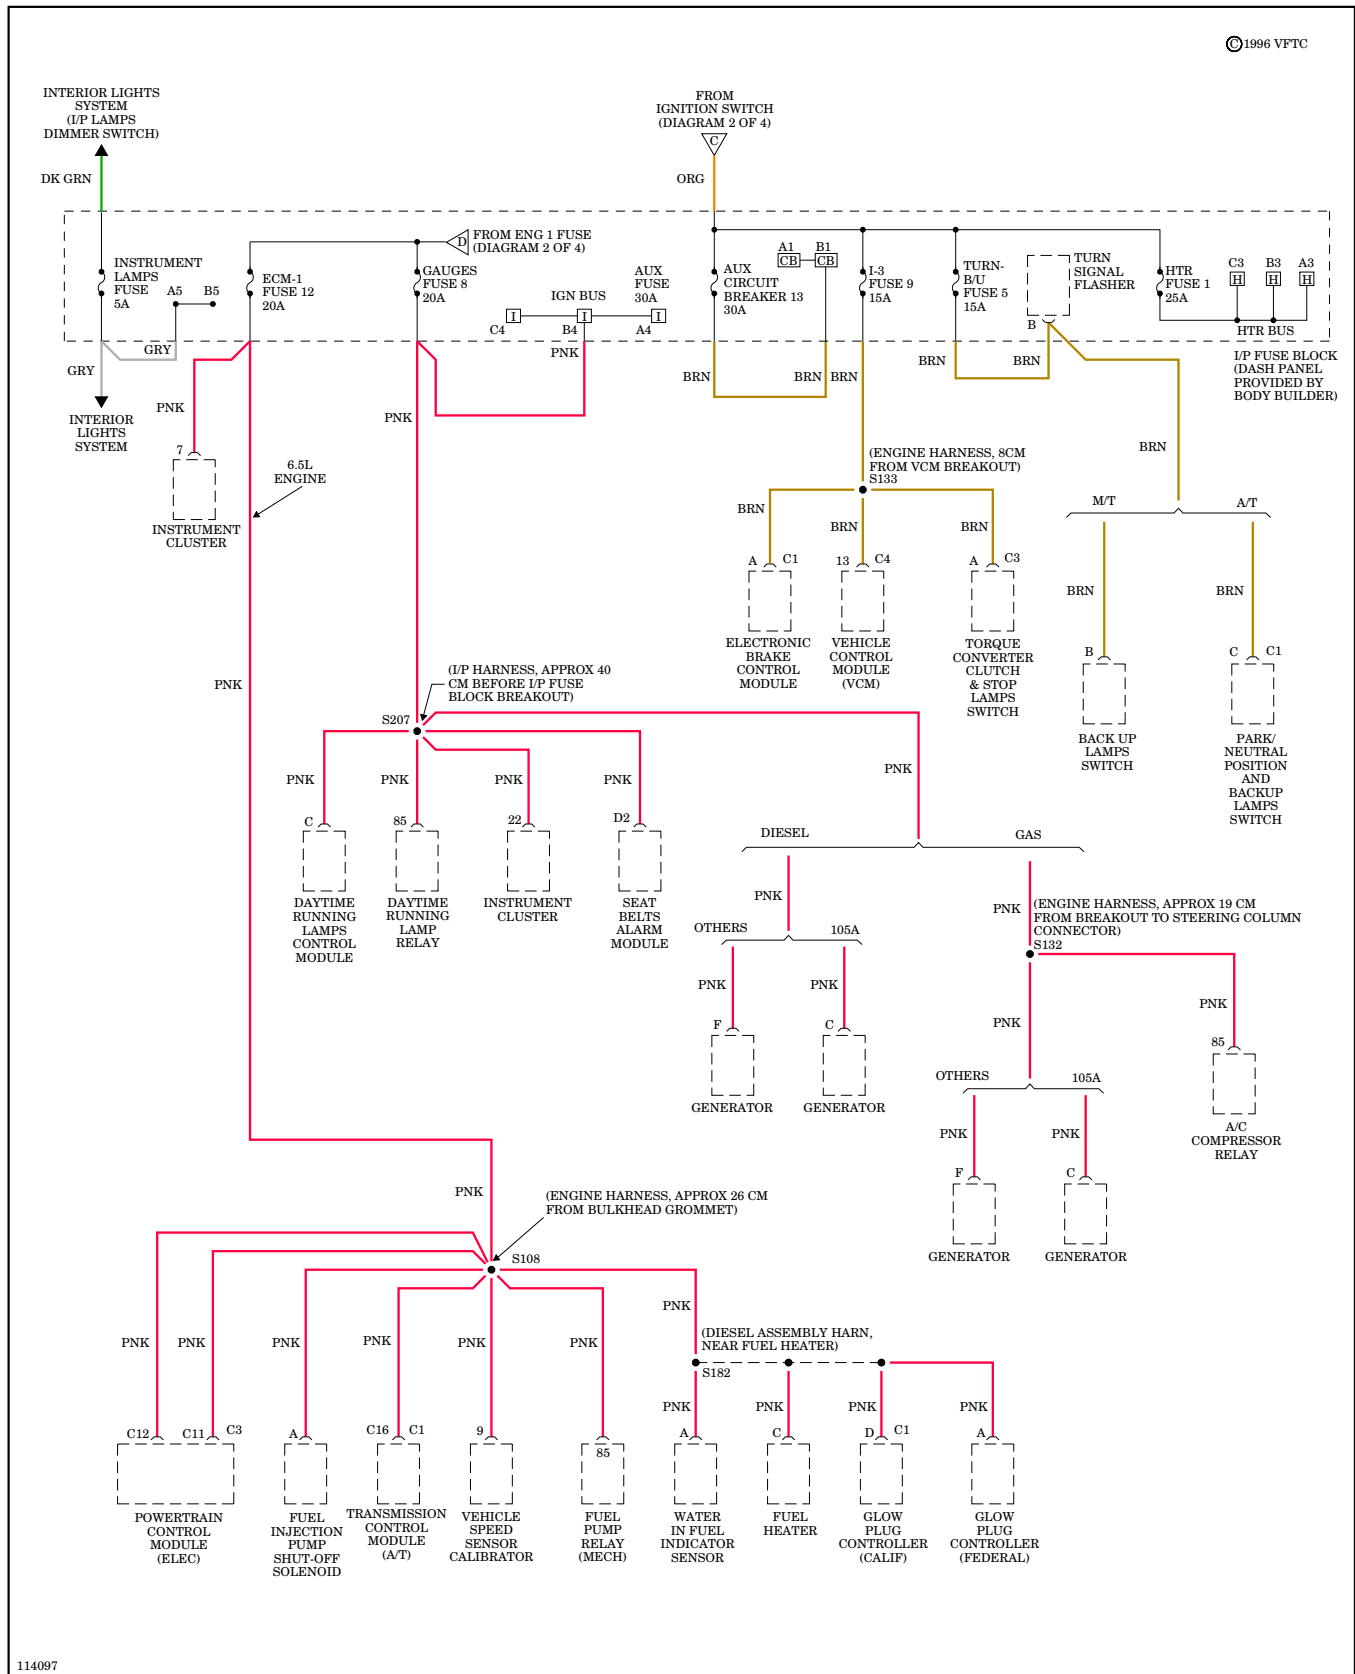 © 1996 VFTC
INTERIOR LIGHTS
SYSTEM
(I/P LAMPS
DIMMER SWITCH)
DK GRN
FROM
IGNITION SWITCH
(DIAGRAM 2 OF 4)
C
ORG
INSTRUMENT
LAMPS
FUSE
5A
A5
B5
ECM-1
FUSE 12
20A
D
FROM ENG 1 FUSE
(DIAGRAM 2 OF 4)
GAUGES
FUSE 8
20A
IGN BUS
I
I
I
C4
B4
A4
AUX
FUSE
30A
AUX
CIRCUIT
BREAKER 13
30A
A1
B1
CB
CB
I-3
FUSE 9
15A
TURN-
B/U
FUSE 5
15A
TURN
SIGNAL
FLASHER
B
HTR
FUSE 1
25A
C3
B3
A3
H
H
H
HTR BUS
I/P FUSE BLOCK
(DASH PANEL
PROVIDED BY
BODY BUILDER)
GRY
GRY
INTERIOR
LIGHTS
SYSTEM
PNK
7
INSTRUMENT
CLUSTER
6.5L
ENGINE
PNK
PNK
PNK
BRN
BRN
BRN
BRN
BRN
BRN
(ENGINE HARNESS, 8CM
FROM VCM BREAKOUT)
S133
BRN
BRN
BRN
A
C1
13
C4
A
C3
ELECTRONIC
BRAKE
CONTROL
MODULE
VEHICLE
CONTROL
MODULE
(VCM)
TORQUE
CONVERTER
CLUTCH
& STOP
LAMPS
SWITCH
M/T
A/T
BRN
BRN
B
C
C1
BACK UP
LAMPS
SWITCH
PARK/
NEUTRAL
POSITION
AND
BACKUP
LAMPS
SWITCH
(I/P HARNESS, APPROX 40
CM BEFORE I/P FUSE
BLOCK BREAKOUT)
PNK
S207
PNK
PNK
PNK
PNK
PNK
C
85
22
D2
DAYTIME
RUNNING
LAMPS
CONTROL
MODULE
DAYTIME
RUNNING
LAMP
RELAY
INSTRUMENT
CLUSTER
SEAT
BELTS
ALARM
MODULE
DIESEL
GAS
PNK
OTHERS
105A
PNK
PNK
F
C
GENERATOR
GENERATOR
PNK
(ENGINE HARNESS, APPROX 19 CM
FROM BREAKOUT TO STEERING COLUMN
CONNECTOR)
S132
PNK
PNK
85
A/C
COMPRESSOR
RELAY
OTHERS
105A
PNK
PNK
F
C
GENERATOR
GENERATOR
PNK
(ENGINE HARNESS, APPROX 26 CM
FROM BULKHEAD GROMMET)
S108
PNK
(DIESEL ASSEMBLY HARN,
NEAR FUEL HEATER)
S182
PNK
PNK
PNK
PNK
PNK
PNK
PNK
PNK
PNK
PNK
C12
C11
C3
A
C16
C1
9
85
A
C
D
C1
A
POWERTRAIN
CONTROL
MODULE
(ELEC)
FUEL
INJECTION
PUMP
SHUT-OFF
SOLENOID
TRANSMISSION
CONTROL
MODULE
(A/T)
VEHICLE
SPEED
SENSOR
CALIBRATOR
FUEL
PUMP
RELAY
(MECH)
WATER
IN FUEL
INDICATOR
SENSOR
FUEL
HEATER
GLOW
PLUG
CONTROLLER
(CALIF)
GLOW
PLUG
CONTROLLER
(FEDERAL)
114097